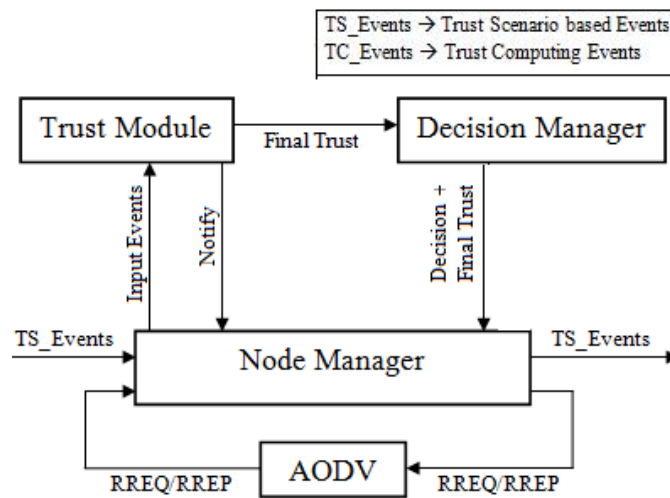 TS_Events → Trust Scenario based Events
TC_Events → Trust Computing Events
Trust Module
Final Trust
Decision Manager
Input Events
Notify
Decision +
Final Trust
TS_Events
Node Manager
TS_Events
RREQ/RREP
AODV
RREQ/RREP